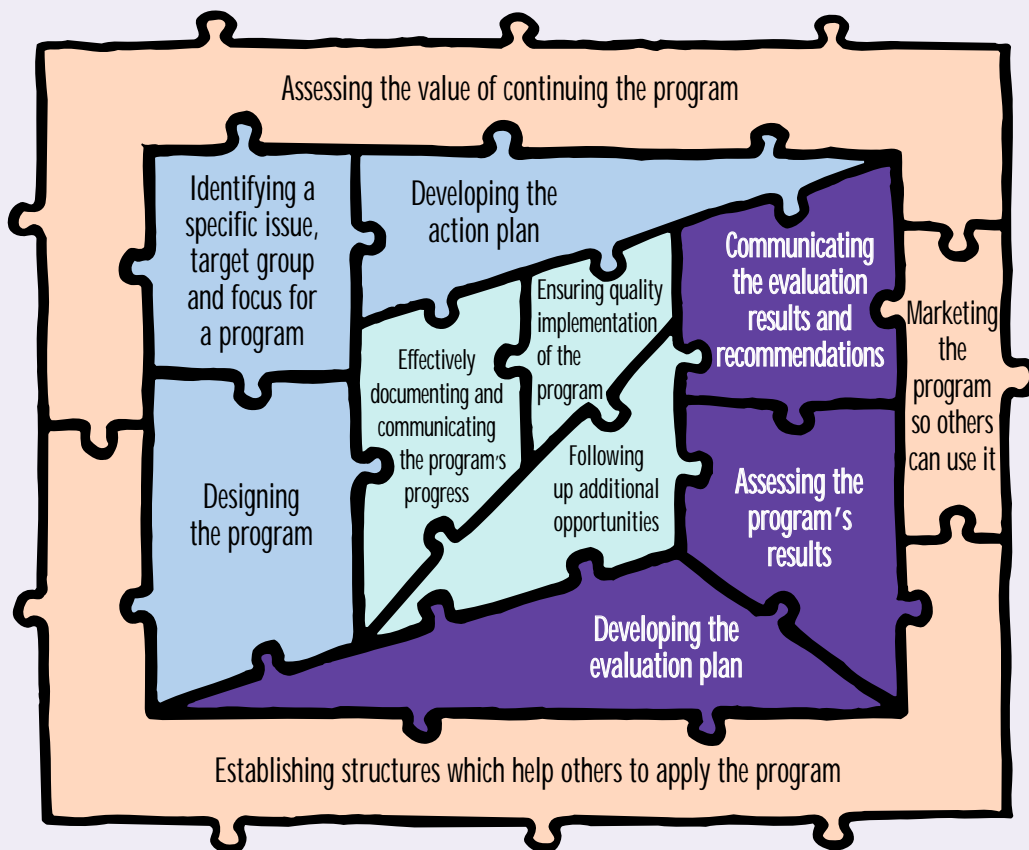 Assessing the value of continuing the program
Identifying a
specific issue,
target group
and focus for
a program
Developing the
action plan
Communicating
the evaluation
results and
recommendations
Ensuring quality
implementation
of the
program
Effectively
documenting and
communicating
the program's
progress
Marketing
the
program
so others
can use it
Following
up additional
opportunities
Designing
the program
Assessing the
program's
results
Developing the
evaluation plan
Establishing structures which help others to apply the program